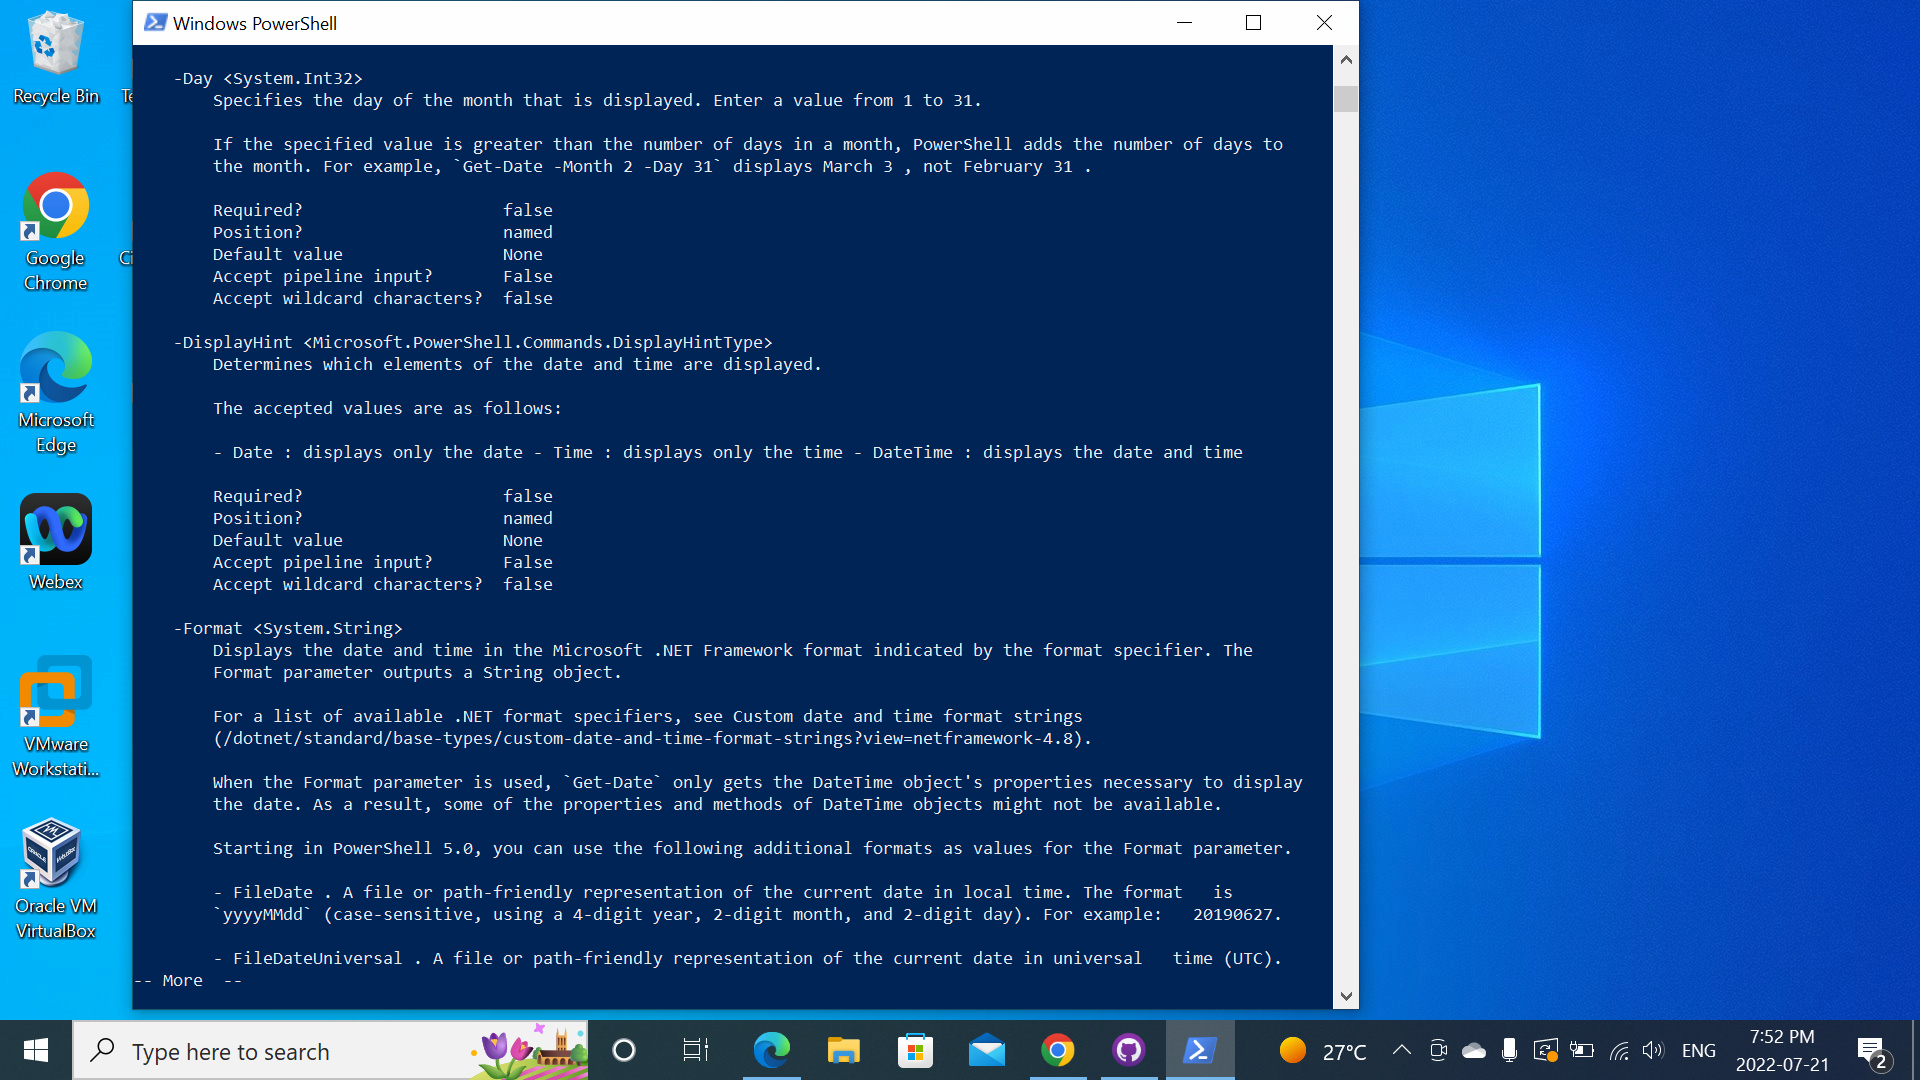 Windows PowerShell
-Day <System.Int32>
Specifies the day of the month that is displayed. Enter a value from 1 to 31.
If the specified value is greater than the number of days in a month, PowerShell adds the number of days to
the month. For example, `Get-Date -Month 2 -Day 31` displays March 3 , not February 31 .
Required? false
Position? named
Default value None
Accept pipeline input? False
Accept wildcard characters? false
-DisplayHint <Microsoft.PowerShell.Commands.DisplayHintType>
Determines which elements of the date and time are displayed.
The accepted values are as follows:
- Date : displays only the date - Time : displays only the time - DateTime : displays the date and time
Required? false
Position? named
Default value None
Accept pipeline input? False
Accept wildcard characters? false
-Format <System.String>
Displays the date and time in the Microsoft .NET Framework format indicated by the format specifier. The
Format parameter outputs a String object.
For a list of available .NET format specifiers, see Custom date and time format strings
(/dotnet/standard/base-types/custom-date-and-time-format-strings?view=netframework-4.8).
When the Format parameter is used, `Get-Date` only gets the DateTime object's properties necessary to display
the date. As a result, some of the properties and methods of DateTime objects might not be available.
Starting in PowerShell 5.0, you can use the following additional formats as values for the Format parameter.
- FileDate . A file or path-friendly representation of the current date in local time. The format is
`yyyyMMdd` (case-sensitive, using a 4-digit year, 2-digit month, and 2-digit day). For example: 20190627.
- FileDateUniversal . A file or path-friendly representation of the current date in universal time (UTC).
-- More --
Recycle Bin
Google
Chrome
Microsoft
Edge
Webex
VMware
Workstati...
Oracle VM
VirtualBox
Type here to search
27°C
ENG
7:52 PM
2022-07-21
2